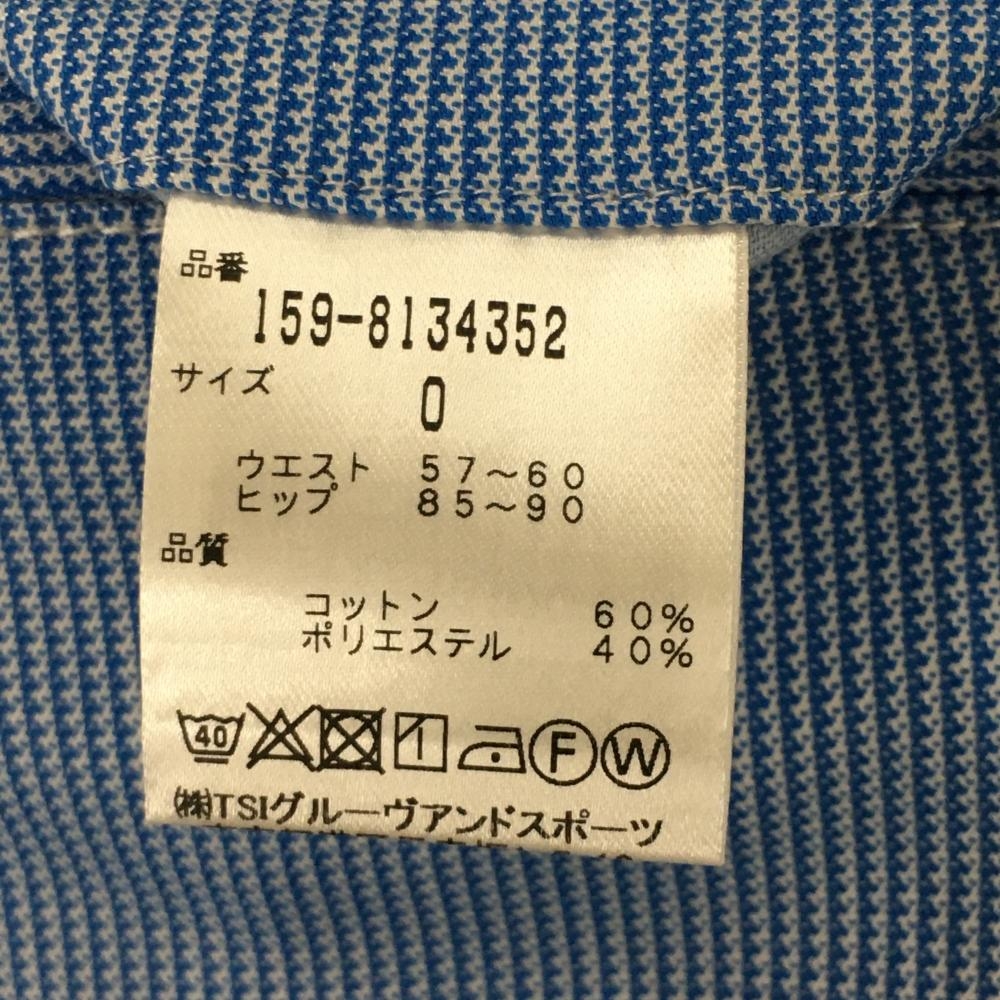 品番
159-8134352
サイズ
0
ウエスト 57~60
ヒップ 85~90
品質
コットン 60%
ポリエステル 40%
40 F W
㈱TSIグルーヴアンドスポーツ